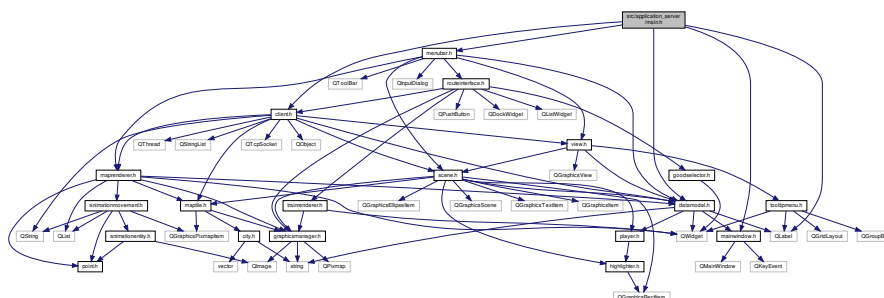 src/application_server
/main.h
menubar.h
QToolBar
QInputDialog
routeinterface.h
client.h
QPushButton
QDockWidget
QListWidget
QThread
QStringList
QTcpSocket
QObject
view.h
maprenderer.h
scene.h
QGraphicsView
goodselector.h
animationmovement.h
maptile.h
trainrenderer.h
QGraphicsEllipseItem
QGraphicsScene
QGraphicsTextItem
QGraphicsItem
datamodel.h
tooltipmenu.h
QString
QList
animationentity.h
QGraphicsPixmapItem
city.h
graphicsmanager.h
player.h
QWidget
mainwindow.h
QLabel
QGridLayout
QGroupB
point.h
vector
QImage
string
QPixmap
highlighter.h
QMainWindow
QKeyEvent
QGraphicsRectItem